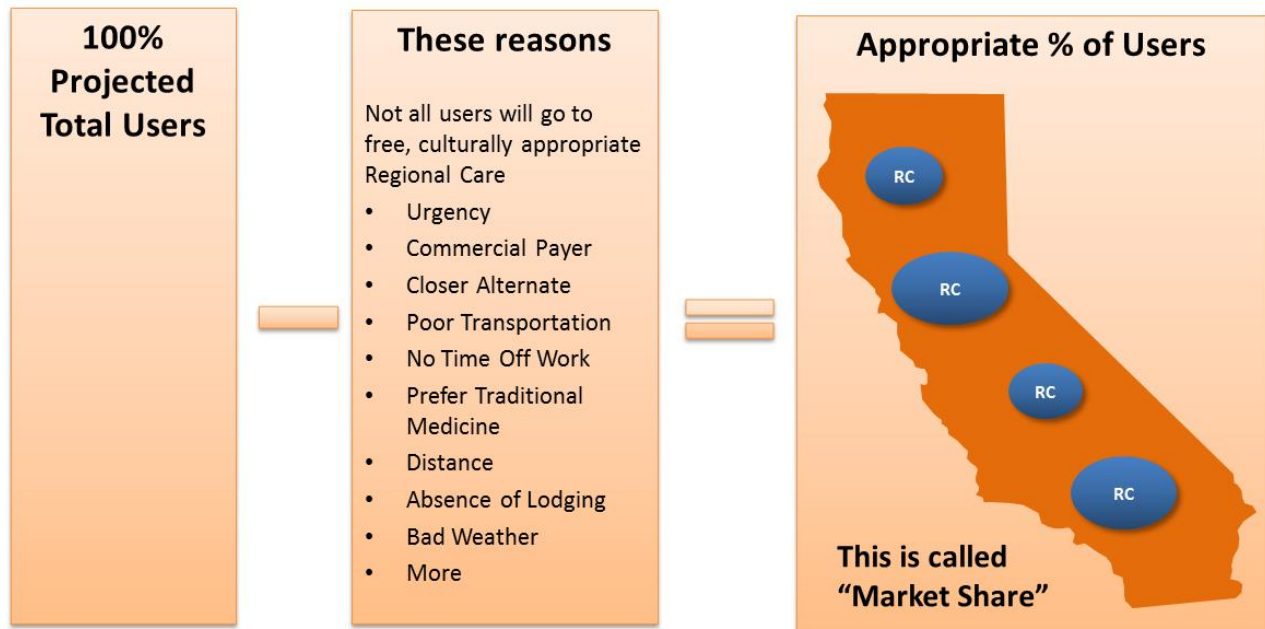 100%
Projected
Total Users
These reasons
Not all users will go to
free, culturally appropriate
Regional Care
• Urgency
• Commercial Payer
• Closer Alternate
• Poor Transportation
• No Time Off Work
• Prefer Traditional
Medicine
• Distance
• Absence of Lodging
• Bad Weather
• More
Appropriate % of Users
RC
RC
RC
RC
This is called
“Market Share”